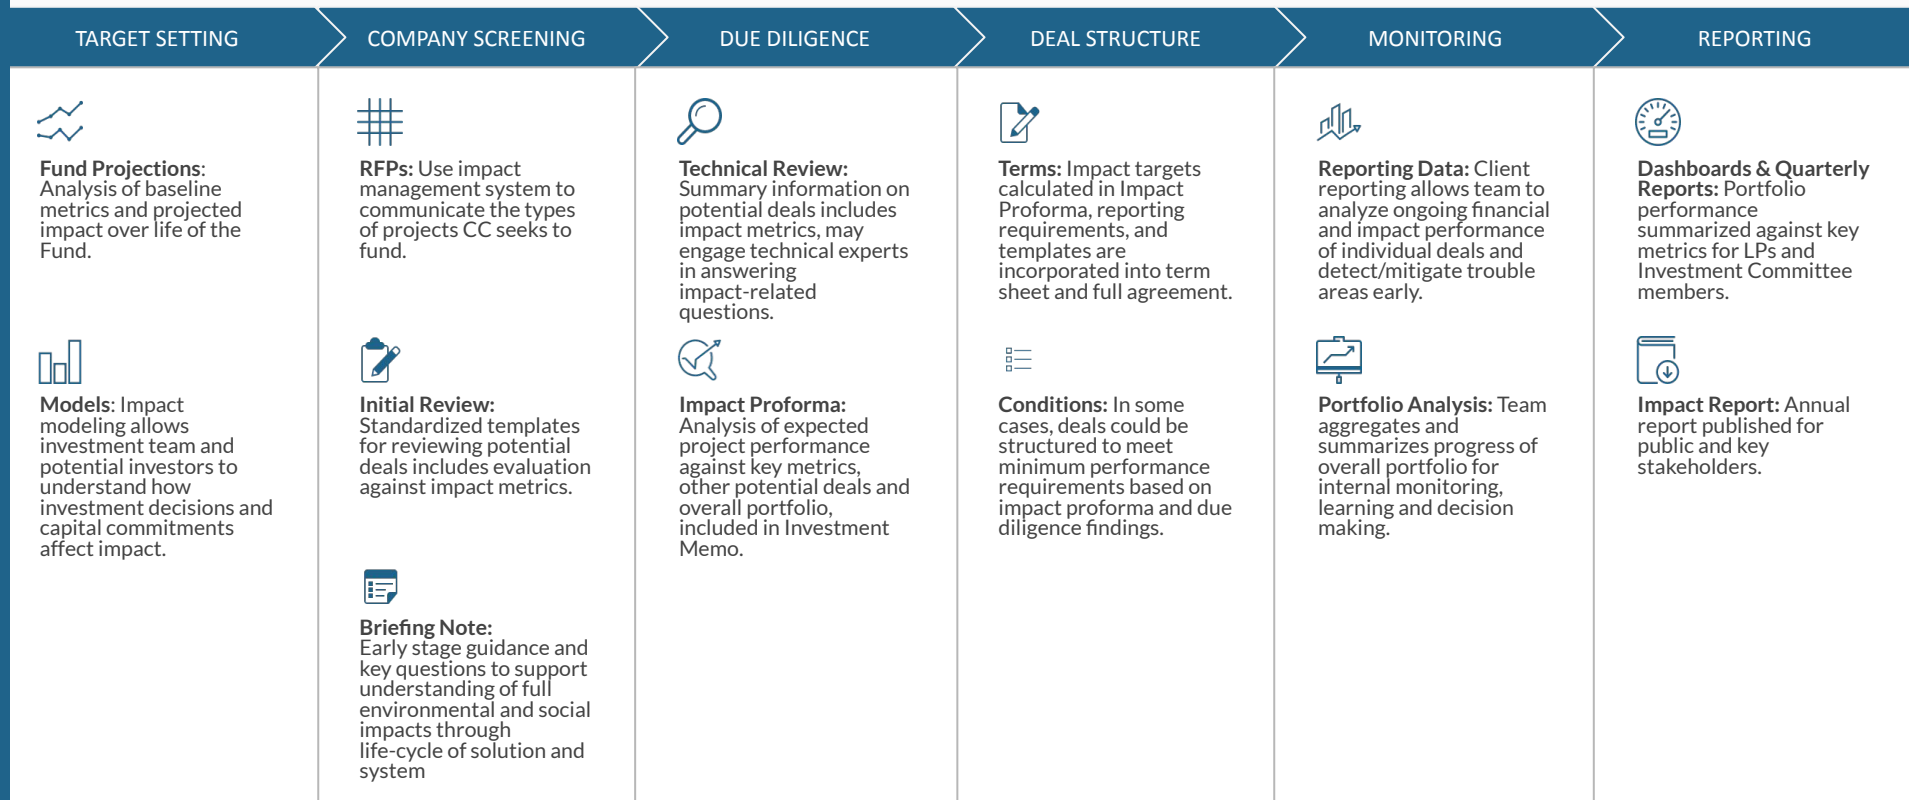 TARGET SETTING
COMPANY SCREENING
DUE DILIGENCE
DEAL STRUCTURE
MONITORING
REPORTING
Fund Projections:
Analysis of baseline
metrics and projected
impact over life of the
Fund.
Models: Impact
modeling allows
investment team and
potential investors to
understand how
investment decisions and
capital commitments
affect impact.
RFPs: Use impact
management system to
communicate the types
of projects CC seeks to
fund.
Initial Review:
Standardized templates
for reviewing potential
deals includes evaluation
against impact metrics.
Briefing Note:
Early stage guidance and
key questions to support
understanding of full
environmental and social
impacts through
life-cycle of solution and
system
Technical Review:
Summary information on
potential deals includes
impact metrics, may
engage technical experts
in answering
impact-related
questions.
Impact Proforma:
Analysis of expected
project performance
against key metrics,
other potential deals and
overall portfolio,
included in Investment
Memo.
Terms: Impact targets
calculated in Impact
Proforma, reporting
requirements, and
templates are
incorporated into term
sheet and full agreement.
Conditions: In some
cases, deals could be
structured to meet
minimum performance
requirements based on
impact proforma and due
diligence findings.
Reporting Data: Client
reporting allows team to
analyze ongoing financial
and impact performance
of individual deals and
detect/mitigate trouble
areas early.
Portfolio Analysis: Team
aggregates and
summarizes progress of
overall portfolio for
internal monitoring,
learning and decision
making.
Dashboards & Quarterly
Reports: Portfolio
performance
summarized against key
metrics for LPs and
Investment Committee
members.
Impact Report: Annual
report published for
public and key
stakeholders.